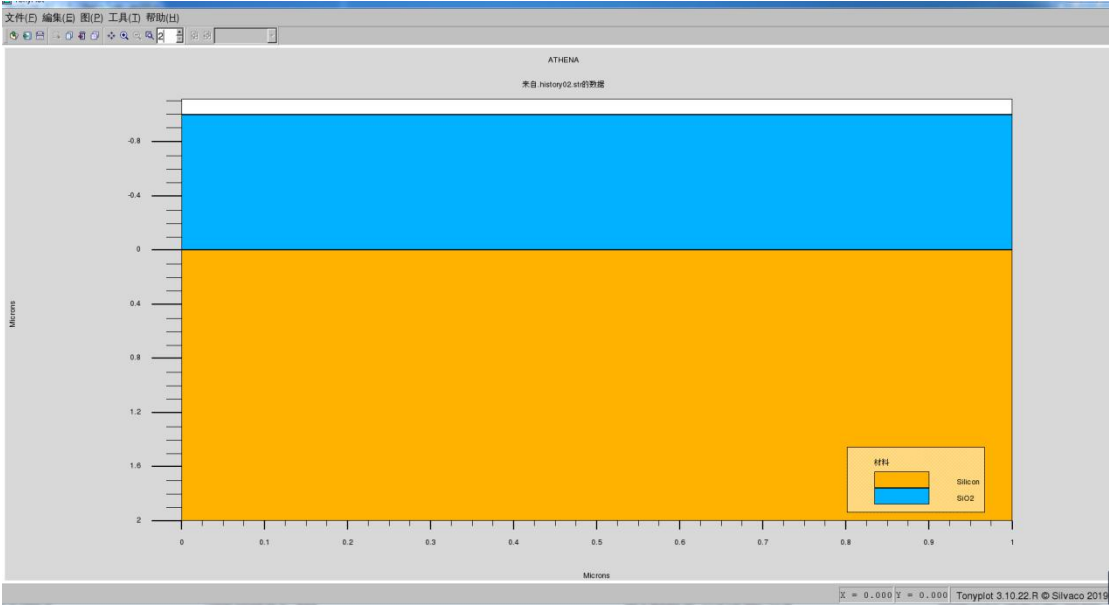 文件(F) 編集(E) 图(P) 工具(T) 帮助(H)
2
ATHENA
来自.history02.str的数据
-0.8
-0.4
0
0.4
0.8
1.2
1.6
2
Microns
材料
Silicon
SiO2
0 0.1 0.2 0.3 0.4 0.5 0.6 0.7 0.8 0.9 1
Microns
X = 0.000 Y = 0.000 Tonyplot 3.10.22.R © Silvaco 2019